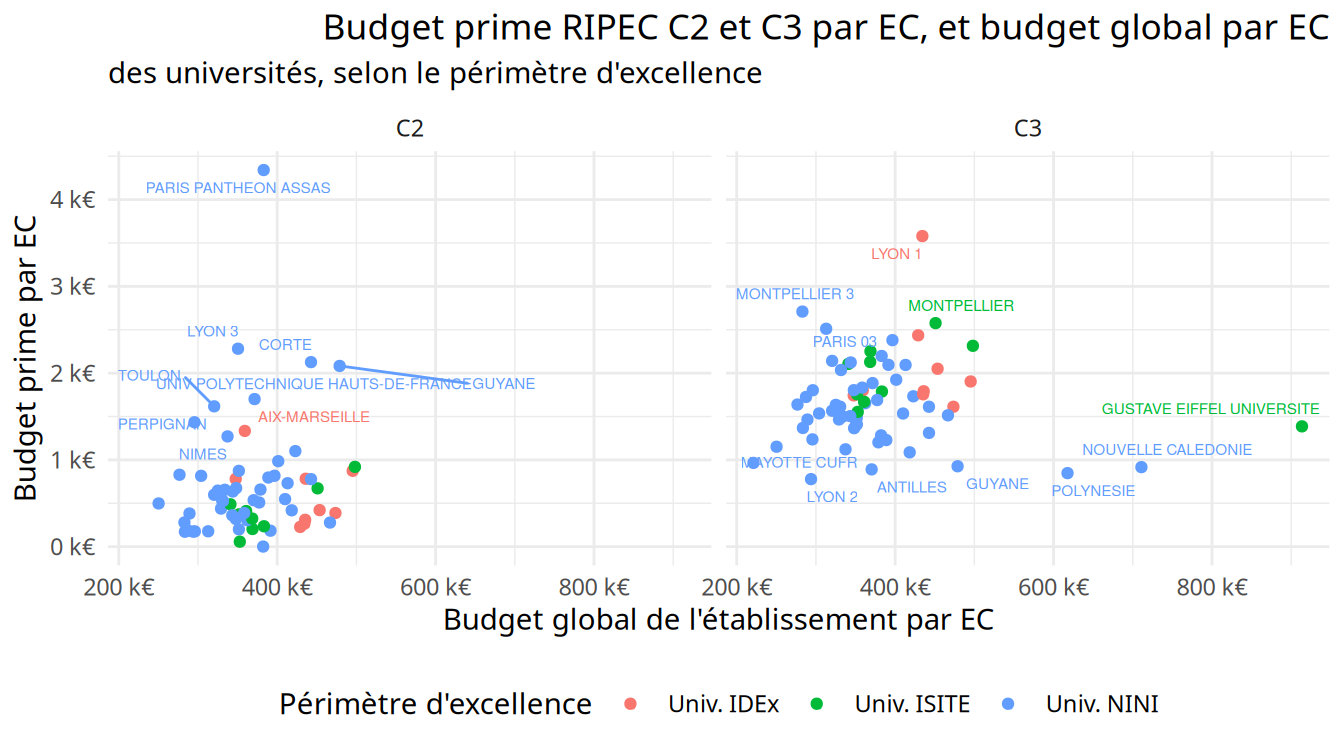 Budget prime RIPEC C2 et C3 par EC, et budget global par EC
des universités, selon le périmètre d'excellence
C2
C3
Budget prime par EC
4 k€
3 k€
2 k€
1 k€
0 k€
PARIS PANTHEON ASSAS
LYON 3
CORTE
TOULON
UNIV.POLYTECHNIQUE HAUTS-DE-FRANCE
GUYANE
PERPIGNAN
AIX-MARSEILLE
NIMES
LYON 1
MONTPELLIER 3
MONTPELLIER
PARIS 03
GUSTAVE EIFFEL UNIVERSITE
NOUVELLE CALEDONIE
MAYOTTE CUFR
ANTILLES
GUYANE
POLYNESIE
LYON 2
200 k€ 400 k€ 600 k€ 800 k€
200 k€ 400 k€ 600 k€ 800 k€
Budget global de l'établissement par EC
Périmètre d'excellence Univ. IDEx Univ. ISITE Univ. NINI